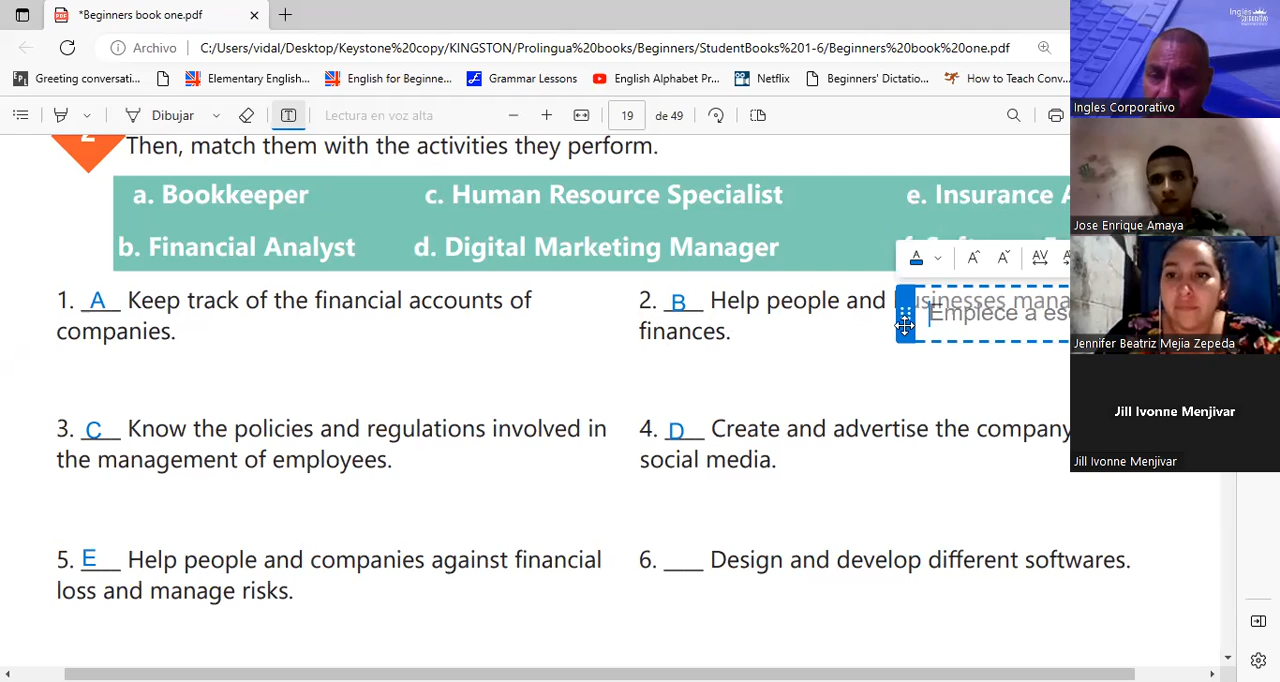 *Beginners book one.pdf
Archivo C:/Users/vidal/Desktop/Keystone%20copy/KINGSTON/Prolingua%20books/Beginners/StudentBooks%201-6/Beginners%20book%20one.pdf
Greeting conversati... Elementary English... English for Beginne... Grammar Lessons English Alphabet Pr... Netflix Beginners' Dictatio... How to Teach Conv...
Dibujar Lectura en voz alta 19 de 49
Then, match them with the activities they perform.
a. Bookkeeper c. Human Resource Specialist e. Insurance A
b. Financial Analyst d. Digital Marketing Manager
1. A Keep track of the financial accounts of
companies.
2. B Help people and businesses mana
finances.
Empiece a es
3. C Know the policies and regulations involved in
the management of employees.
4. D Create and advertise the company
social media.
5. E Help people and companies against financial
loss and manage risks.
6. ___ Design and develop different softwares.
Ingles Corporativo
Jose Enrique Amaya
Jennifer Beatriz Mejia Zepeda
Jill Ivonne Menjivar
Jill Ivonne Menjivar